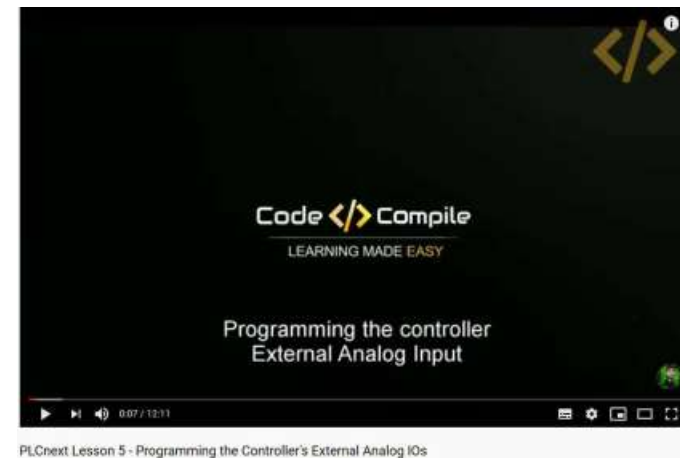 Code </> Compile
LEARNING MADE EASY
Programming the controller
External Analog Input
0:07 / 12:11
PLCnext Lesson 5 - Programming the Controller's External Analog IOs